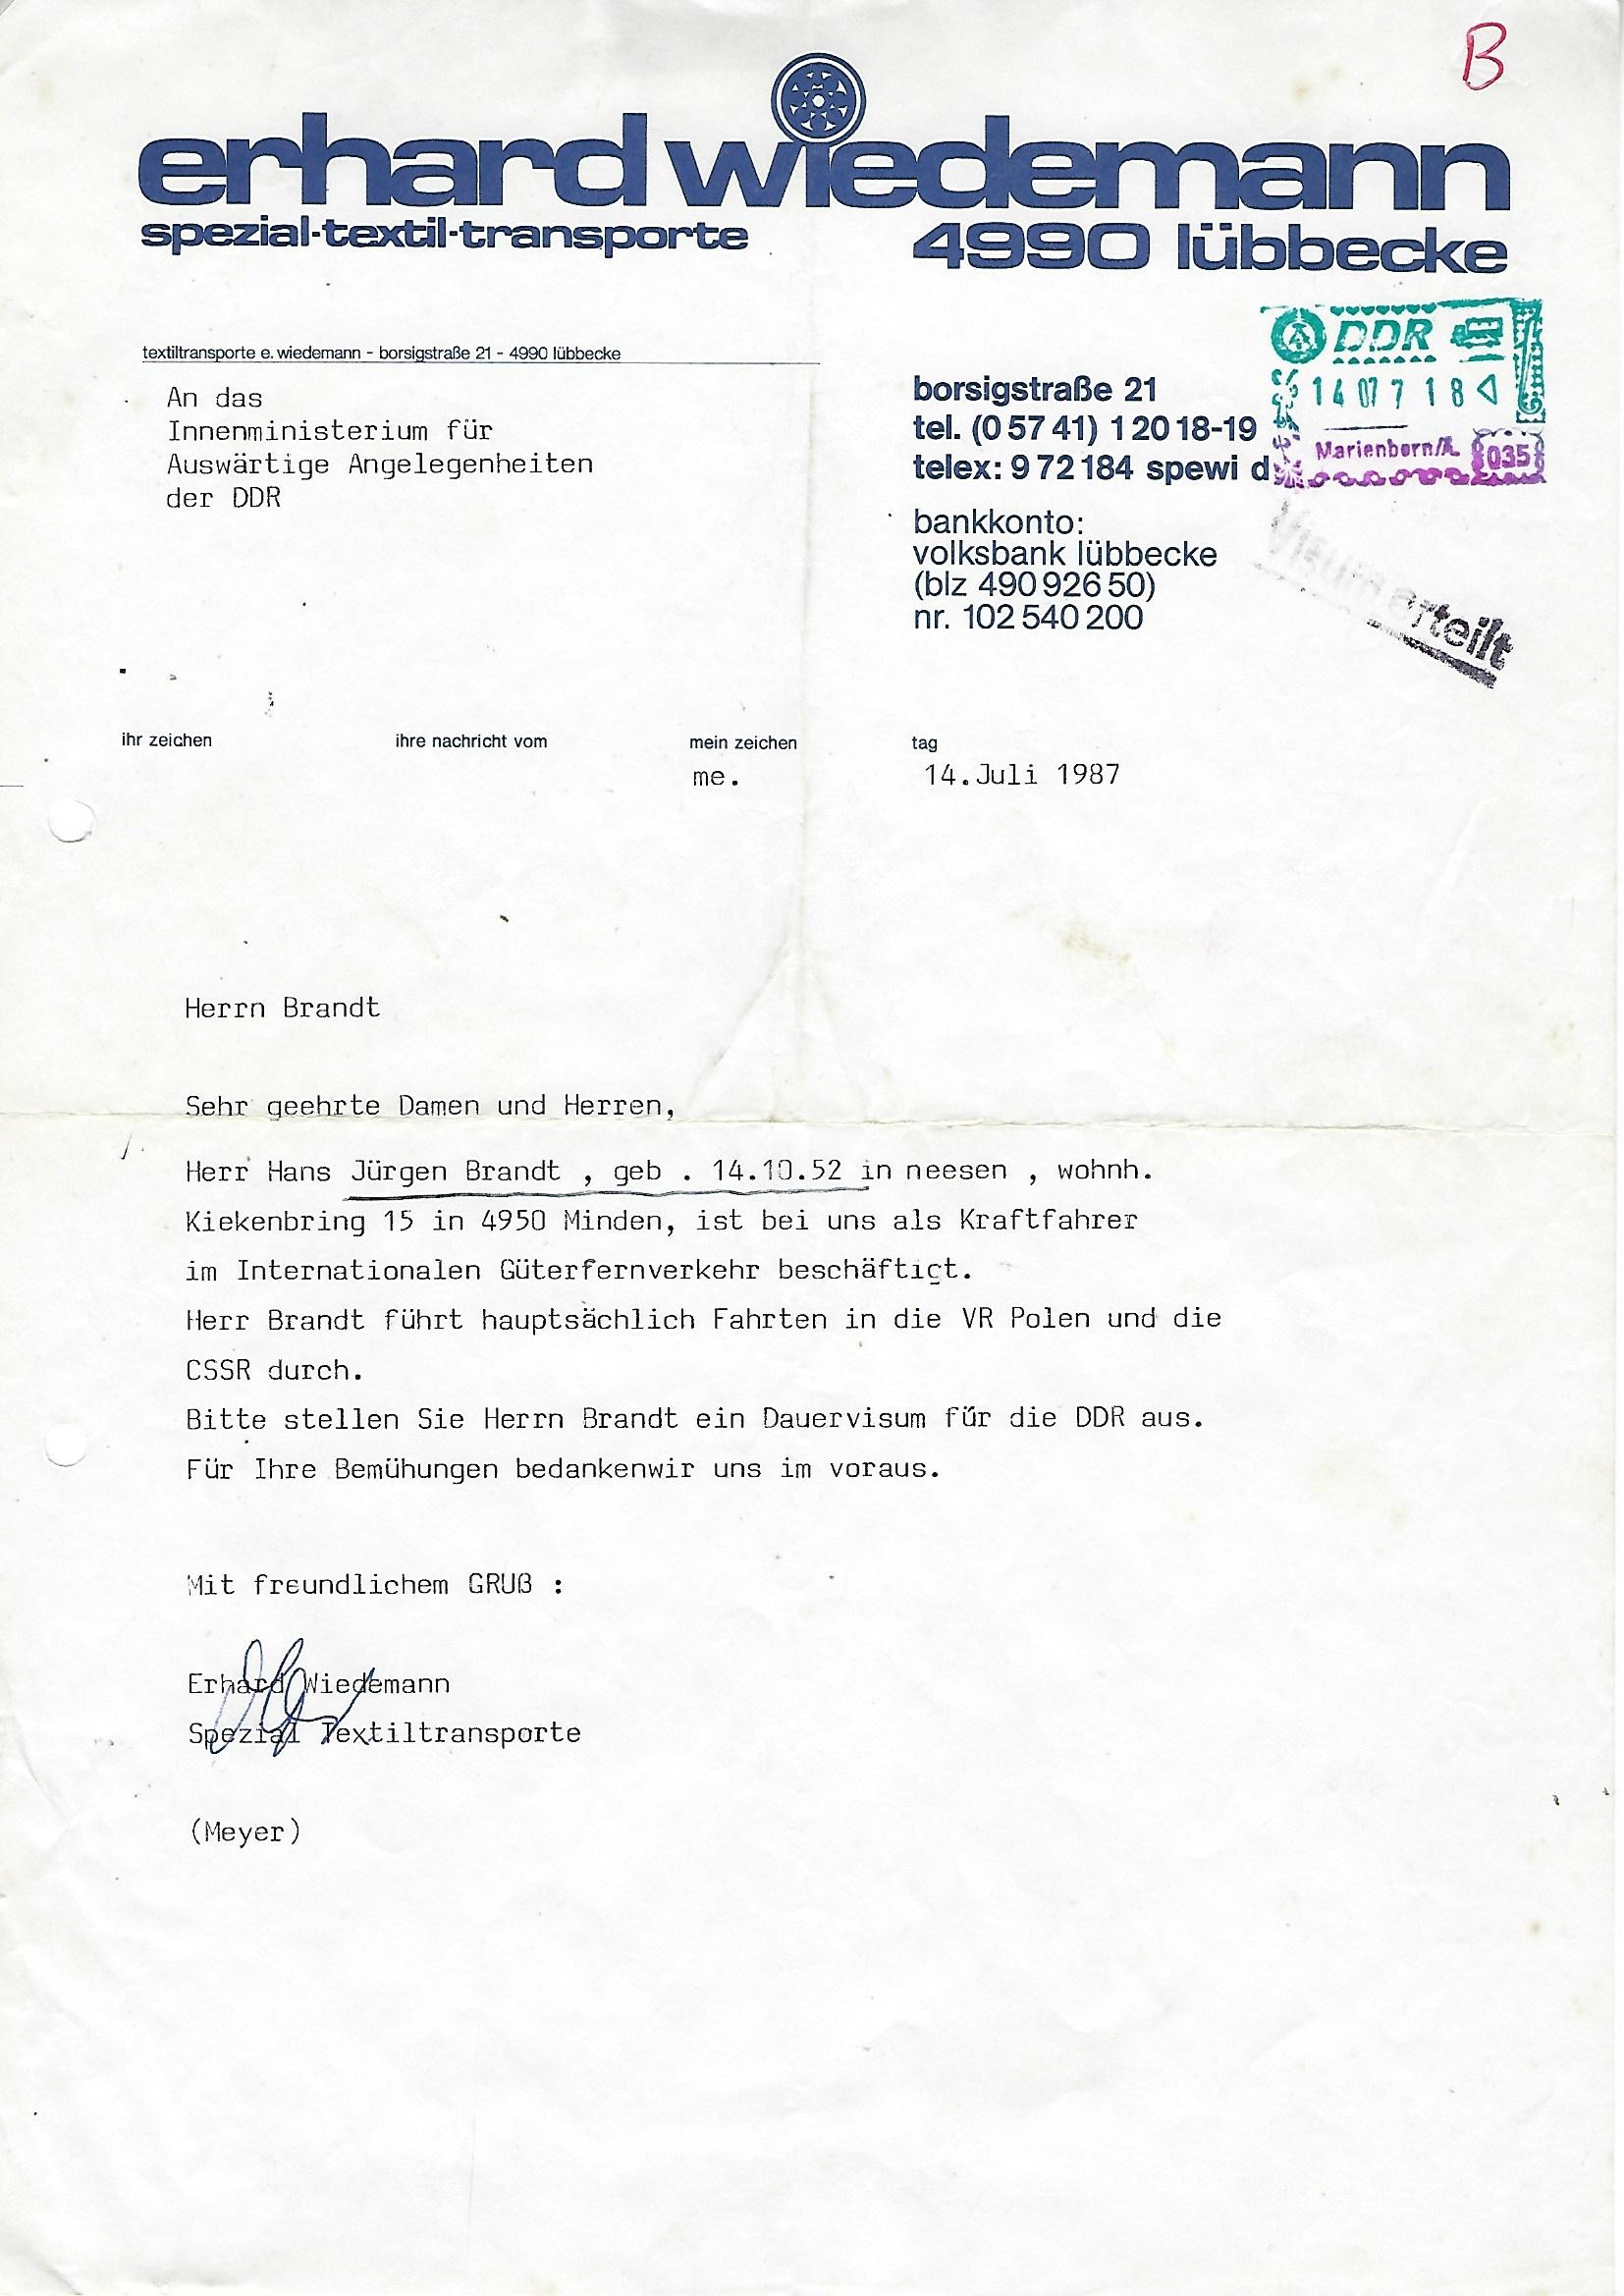 B
erhard wiedemann
spezial-textil-transporte
4990 lübbecke
textiltransporte e. wiedemann - borsigstraße 21 - 4990 lübbecke
An das
Innenministerium für
Auswärtige Angelegenheiten
der DDR
borsigstraße 21
tel. (0 57 41) 1 20 18-19
telex: 9 72 184 spewi d
bankkonto:
volksbank lübbecke
(blz 490 926 50)
nr. 102 540 200
DDR
14 07 7 18
Marienborn/A.
035
Visum erteilt
ihr zeichen ihre nachricht vom mein zeichen tag
me. 14.Juli 1987
Herrn Brandt
Sehr geehrte Damen und Herren,
Herr Hans Jürgen Brandt , geb . 14.10.52 in neesen , wohnh.
Kiekenbring 15 in 4950 Minden, ist bei uns als Kraftfahrer
im Internationalen Güterfernverkehr beschäftigt.
Herr Brandt führt hauptsächlich Fahrten in die VR Polen und die
CSSR durch.
Bitte stellen Sie Herrn Brandt ein Dauervisum für die DDR aus.
Für Ihre Bemühungen bedankenwir uns im voraus.
Mit freundlichem GRUß :
Erhard Wiedemann
Spezial Textiltransporte
(Meyer)